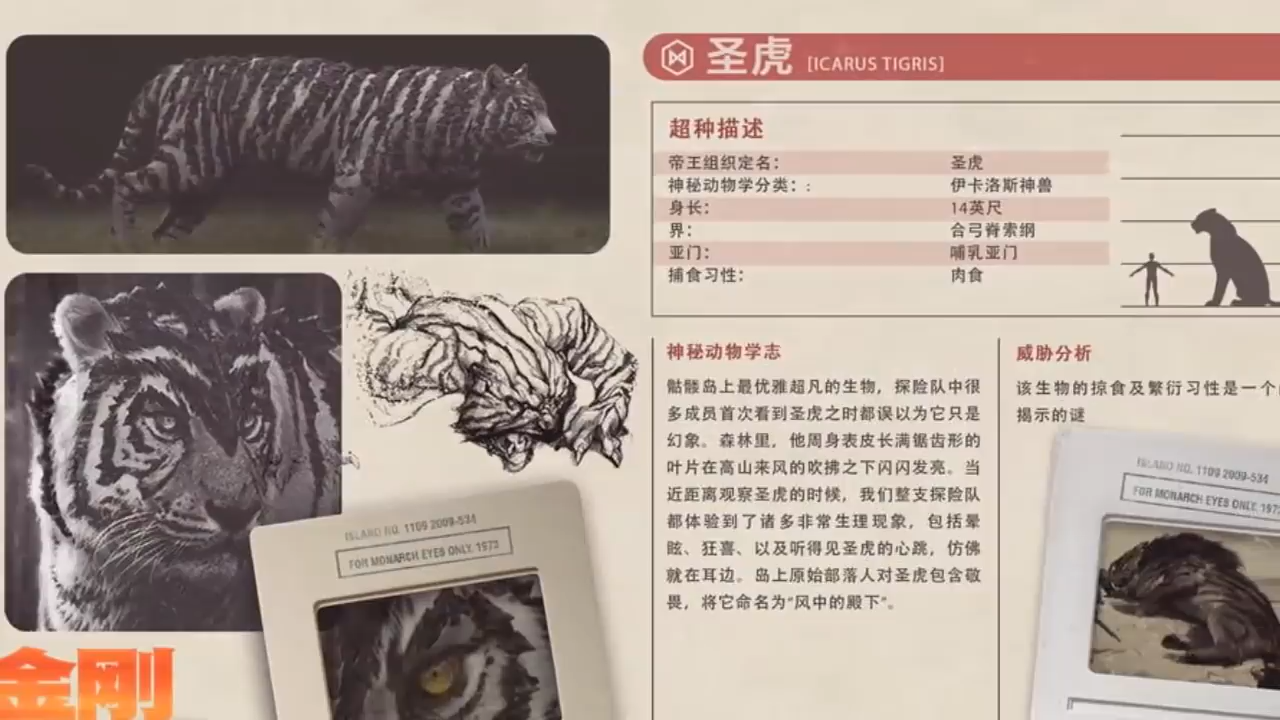 圣虎 [ICARUS TIGRIS]
超种描述
帝王组织定名： 圣虎
神秘动物学分类：: 伊卡洛斯神兽
身长： 14英尺
界： 合弓脊索纲
亚门： 哺乳亚门
捕食习性： 肉食
神秘动物学志
骷髅岛上最优雅超凡的生物，探险队中很
多成员首次看到圣虎之时都误以为它只是
幻象。森林里，他周身表皮长满锯齿形的
叶片在高山来风的吹拂之下闪闪发亮。当
近距离观察圣虎的时候，我们整支探险队
都体验到了诸多非常生理现象，包括晕
眩、狂喜、以及听得见圣虎的心跳，仿佛
就在耳边。岛上原始部落人对圣虎包含敬
畏，将它命名为“风中的殿下”。
威胁分析
该生物的掠食及繁衍习性是一个
揭示的谜
ISLAND NO. 1109 2009-534
FOR MONARCH EYES ONLY. 1973
ISLAND NO. 1109 2009-534
FOR MONARCH EYES ONLY. 197
金刚